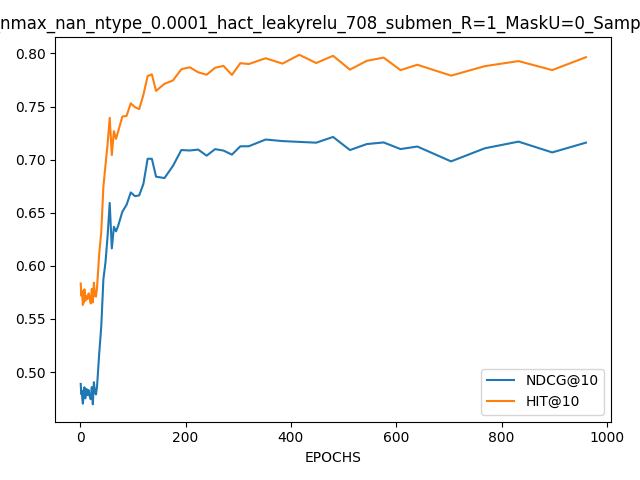 nmax_nan_ntype_0.0001_hact_leakyrelu_708_submen_R=1_MaskU=0_Samp
0.80
0.75
0.70
0.65
0.60
0.55
0.50
NDCG@10
HIT@10
0 200 400 600 800 1000
EPOCHS